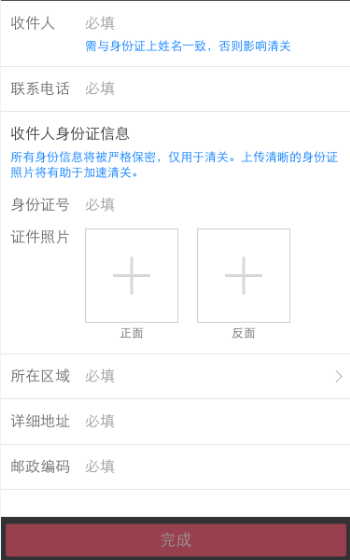 收件人 必填
需与身份证上姓名一致，否则影响清关
联系电话 必填
收件人身份证信息
所有身份信息将被严格保密，仅用于清关。上传清晰的身份证
照片将有助于加速清关。
身份证号 必填
证件照片
正面 反面
所在区域 必填
详细地址 必填
邮政编码 必填
完成